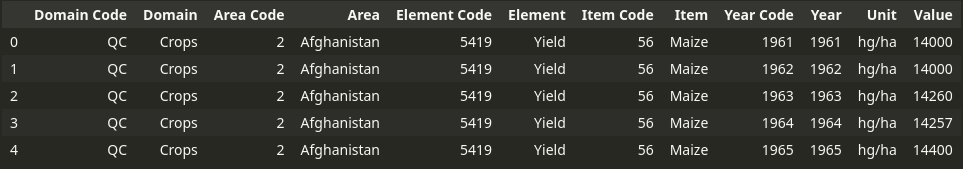 Domain Code Domain Area Code Area Element Code Element Item Code Item Year Code Year Unit Value
0 QC Crops 2 Afghanistan 5419 Yield 56 Maize 1961 1961 hg/ha 14000
1 QC Crops 2 Afghanistan 5419 Yield 56 Maize 1962 1962 hg/ha 14000
2 QC Crops 2 Afghanistan 5419 Yield 56 Maize 1963 1963 hg/ha 14260
3 QC Crops 2 Afghanistan 5419 Yield 56 Maize 1964 1964 hg/ha 14257
4 QC Crops 2 Afghanistan 5419 Yield 56 Maize 1965 1965 hg/ha 14400